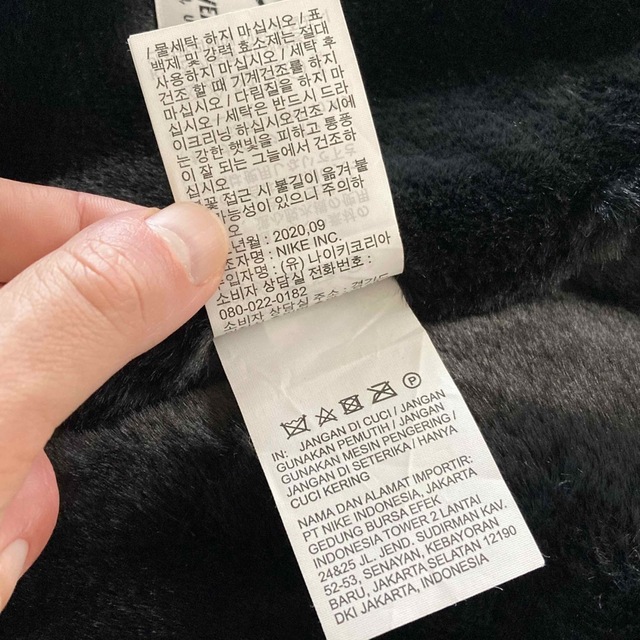 / 물세탁 하지 마십시오 / 표
백제 및 강력 효소제는 절대
사용하지 마십시오 / 세탁 후
건조 할 때 기계건조를 하지
마십시오 / 다림질을 하지 마
십시오 / 세탁은 반드시 드라
이크리닝 하십시오건조 시에
는 강한 햇빛을 피하고 통풍
이 잘 되는 그늘에서 건조하
십시오
접근 시 불길이 옮겨 붙
가능성이 있으니 주의하
오
년월 : 2020.09
NIKE INC.
(유) 나이키코리아
소비자 상담실 전화번호 :
080-022-0182
소비자 상담실 주소 :
P
IN: JANGAN DI CUCI / JANGAN
GUNAKAN PEMUTIH / JANGAN
GUNAKAN MESIN PENGERING /
JANGAN DI SETERIKA / HANYA
CUCI KERING
NAMA DAN ALAMAT IMPORTIR:
PT NIKE INDONESIA, JAKARTA
GEDUNG BURSA EFEK
INDONESIA TOWER 2 LANTAI
24&25 JL. JEND. SUDIRMAN KAV.
52-53, SENAYAN, KEBAYORAN
BARU, JAKARTA SELATAN 12190
DKI JAKARTA, INDONESIA